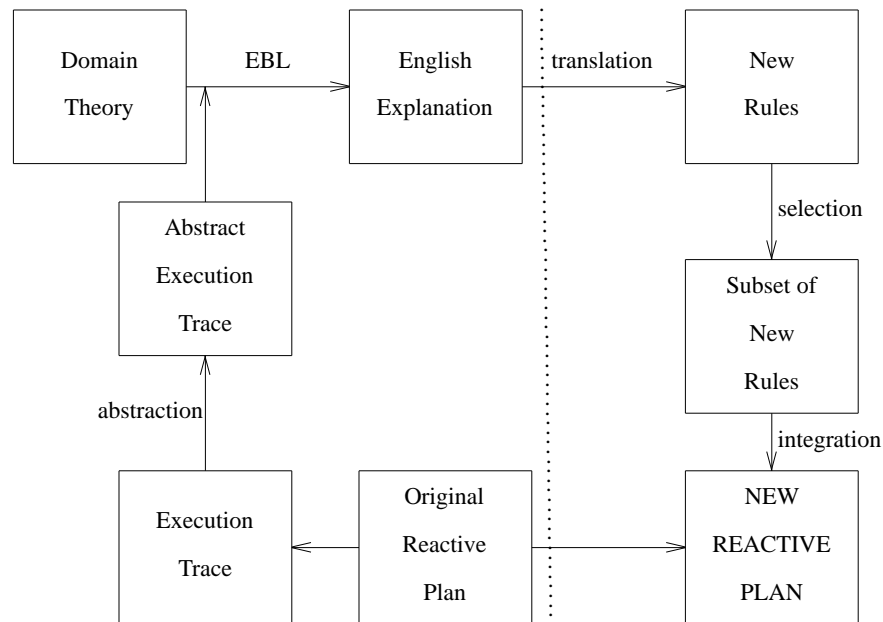 Domain
Theory
EBL
English
Explanation
translation
New
Rules
selection
Abstract
Execution
Trace
Subset of
New
Rules
abstraction
integration
Execution
Trace
Original
Reactive
Plan
NEW
REACTIVE
PLAN